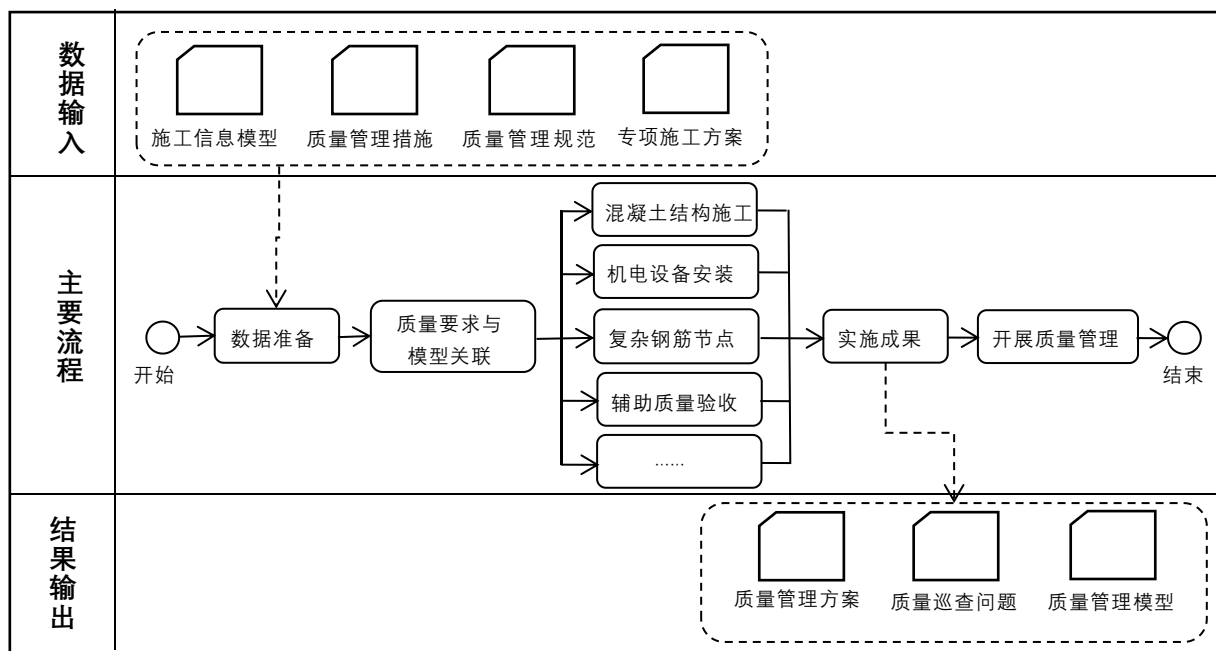 数据输入
施工信息模型
质量管理措施
质量管理规范
专项施工方案
主要流程
开始
数据准备
质量要求与
模型关联
混凝土结构施工
机电设备安装
复杂钢筋节点
辅助质量验收
……
实施成果
开展质量管理
结束
结果输出
质量管理方案
质量巡查问题
质量管理模型